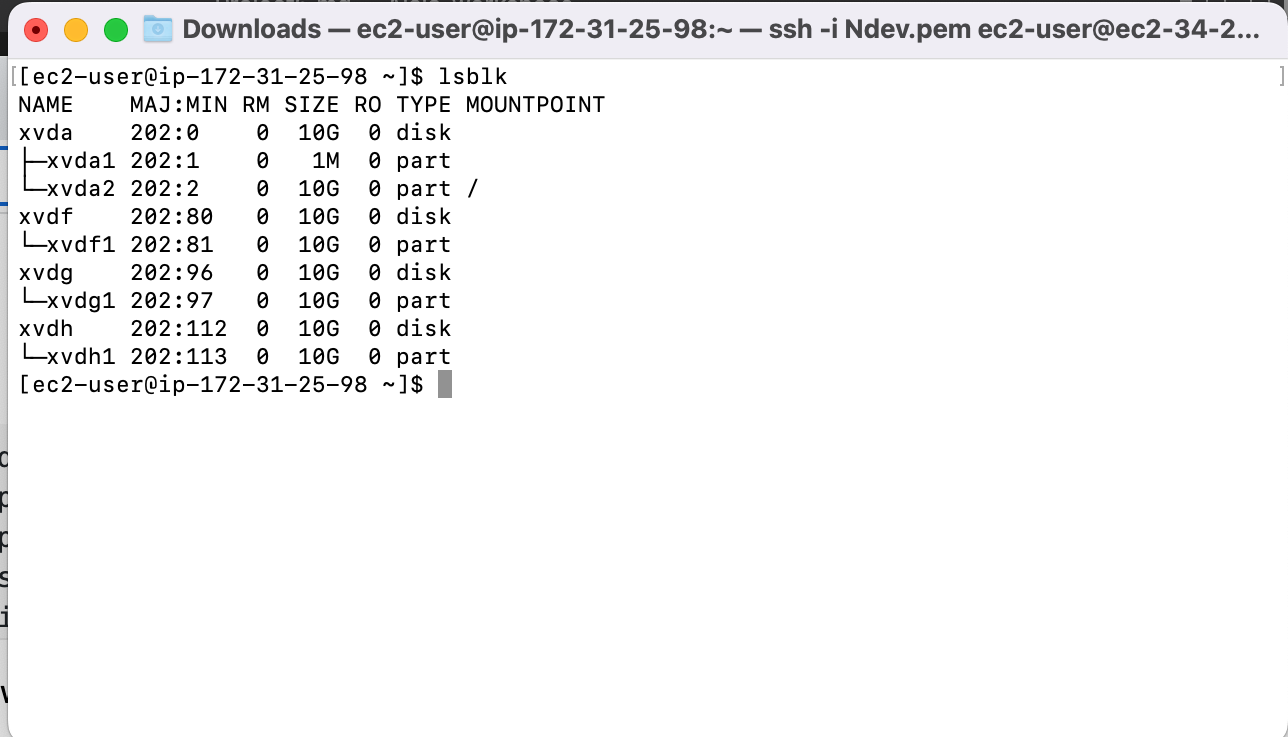 Downloads — ec2-user@ip-172-31-25-98:~ — ssh -i Ndev.pem ec2-user@ec2-34-2...
[[ec2-user@ip-172-31-25-98 ~]$ lsblk ]
NAME    MAJ:MIN RM SIZE RO TYPE MOUNTPOINT
xvda    202:0    0  10G  0 disk
├─xvda1 202:1    0   1M  0 part
└─xvda2 202:2    0  10G  0 part /
xvdf    202:80   0  10G  0 disk
└─xvdf1 202:81   0  10G  0 part
xvdg    202:96   0  10G  0 disk
└─xvdg1 202:97   0  10G  0 part
xvdh    202:112  0  10G  0 disk
└─xvdh1 202:113  0  10G  0 part
[ec2-user@ip-172-31-25-98 ~]$